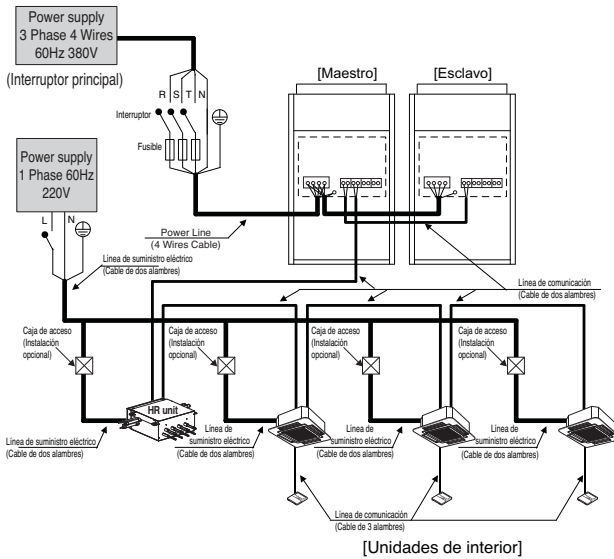 Power supply
3 Phase 4 Wires
60Hz 380V
(Interruptor principal)
R S T N
Interruptor
Fusible
[Maestro]
[Esclavo]
Power supply
1 Phase 60Hz
220V
L N
Power Line
(4 Wires Cable)
Línea de suministro eléctrico
(Cable de dos alambres)
Línea de comunicación
(Cable de dos alambres)
Caja de acceso
(Instalación
opcional)
Caja de acceso
(Instalación
opcional)
Caja de acceso
(Instalación
opcional)
Caja de acceso
(Instalación
opcional)
HR unit
Línea de suministro eléctrico
(Cable de dos alambres)
Línea de
suministro eléctrico
(Cable de dos alambres)
Línea de
suministro eléctrico
(Cable de dos alambres)
Línea de
suministro eléctrico
(Cable de dos alambres)
Línea de comunicación
(Cable de 3 alambres)
[Unidades de interior]